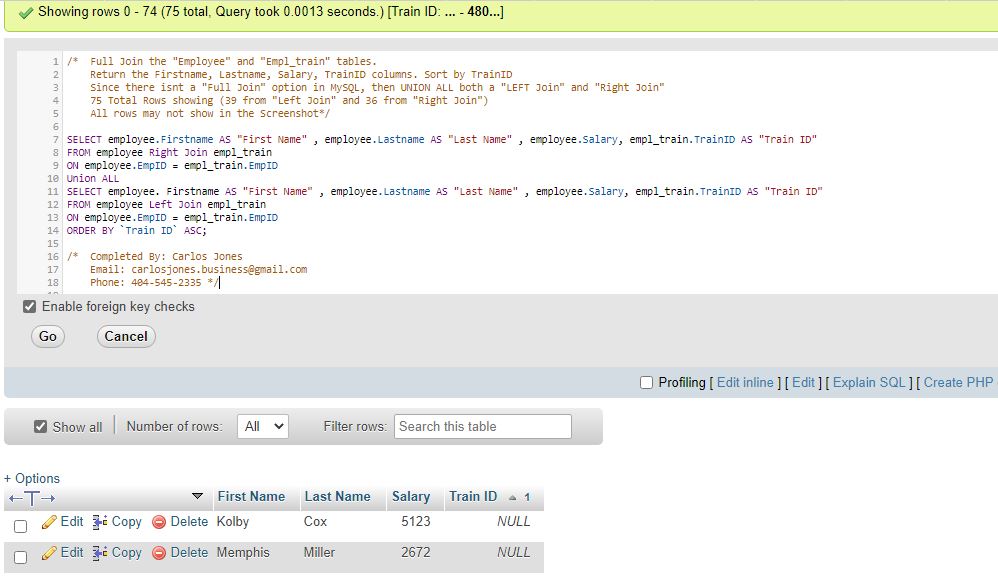 Showing rows 0 - 74 (75 total, Query took 0.0013 seconds.) [Train ID: ... - 480...]
1 /* Full Join the "Employee" and "Empl_train" tables.
2 Return the Firstname, Lastname, Salary, TrainID columns. Sort by TrainID
3 Since there isnt a "Full Join" option in MySQL, then UNION ALL both a "LEFT Join" and "Right Join"
4 75 Total Rows showing (39 from "Left Join" and 36 from "Right Join")
5 All rows may not show in the Screenshot*/
6
7 SELECT employee.Firstname AS "First Name" , employee.Lastname AS "Last Name" , employee.Salary, empl_train.TrainID AS "Train ID"
8 FROM employee Right Join empl_train
9 ON employee.EmpID = empl_train.EmpID
10 Union ALL
11 SELECT employee. Firstname AS "First Name" , employee.Lastname AS "Last Name" , employee.Salary, empl_train.TrainID AS "Train ID"
12 FROM employee Left Join empl_train
13 ON employee.EmpID = empl_train.EmpID
14 ORDER BY `Train ID` ASC;
15
16 /* Completed By: Carlos Jones
17 Email: carlosjones.business@gmail.com
18 Phone: 404-545-2335 */
Enable foreign key checks
Go Cancel
Profiling [ Edit inline ] [ Edit ] [ Explain SQL ] [ Create PHP
Show all Number of rows: All Filter rows: Search this table
+ Options
←T→ First Name Last Name Salary Train ID 1
Edit Copy Delete Kolby Cox 5123 NULL
Edit Copy Delete Memphis Miller 2672 NULL